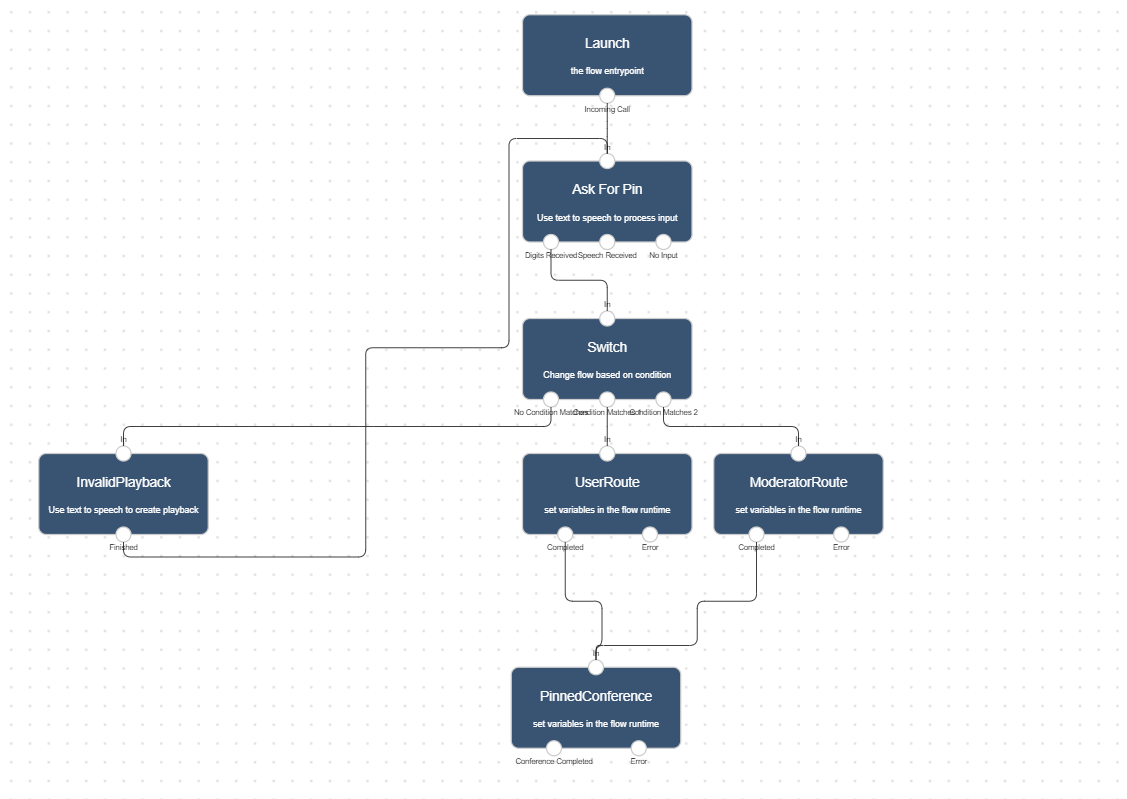 Launch
the flow entrypoint
Incoming Call
In
Ask For Pin
Use text to speech to process input
Digits Received
Speech Received
No Input
In
Switch
Change flow based on condition
No Condition Matches
Condition Matches 1
Condition Matches 2
In
In
In
InvalidPlayback
Use text to speech to create playback
Finished
UserRoute
set variables in the flow runtime
Completed
Error
ModeratorRoute
set variables in the flow runtime
Completed
Error
In
PinnedConference
set variables in the flow runtime
Conference Completed
Error